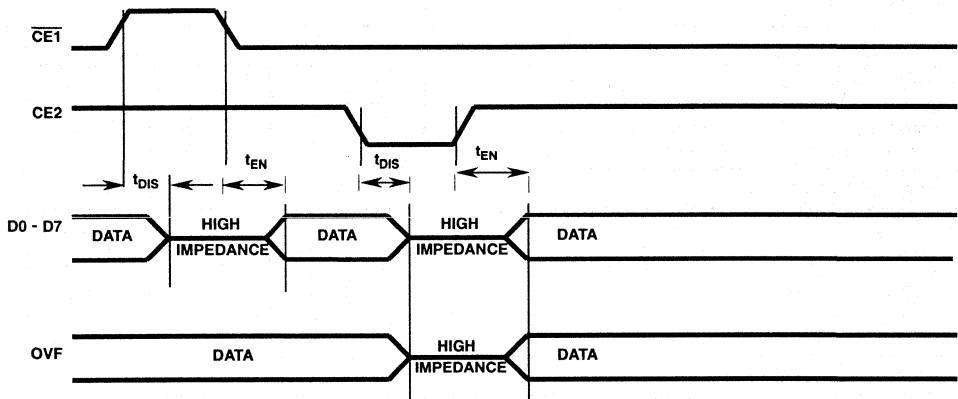 CE1
CE2
tDIS
tEN
tDIS
tEN
D0 - D7
DATA
HIGH
IMPEDANCE
DATA
HIGH
IMPEDANCE
DATA
OVF
DATA
HIGH
IMPEDANCE
DATA